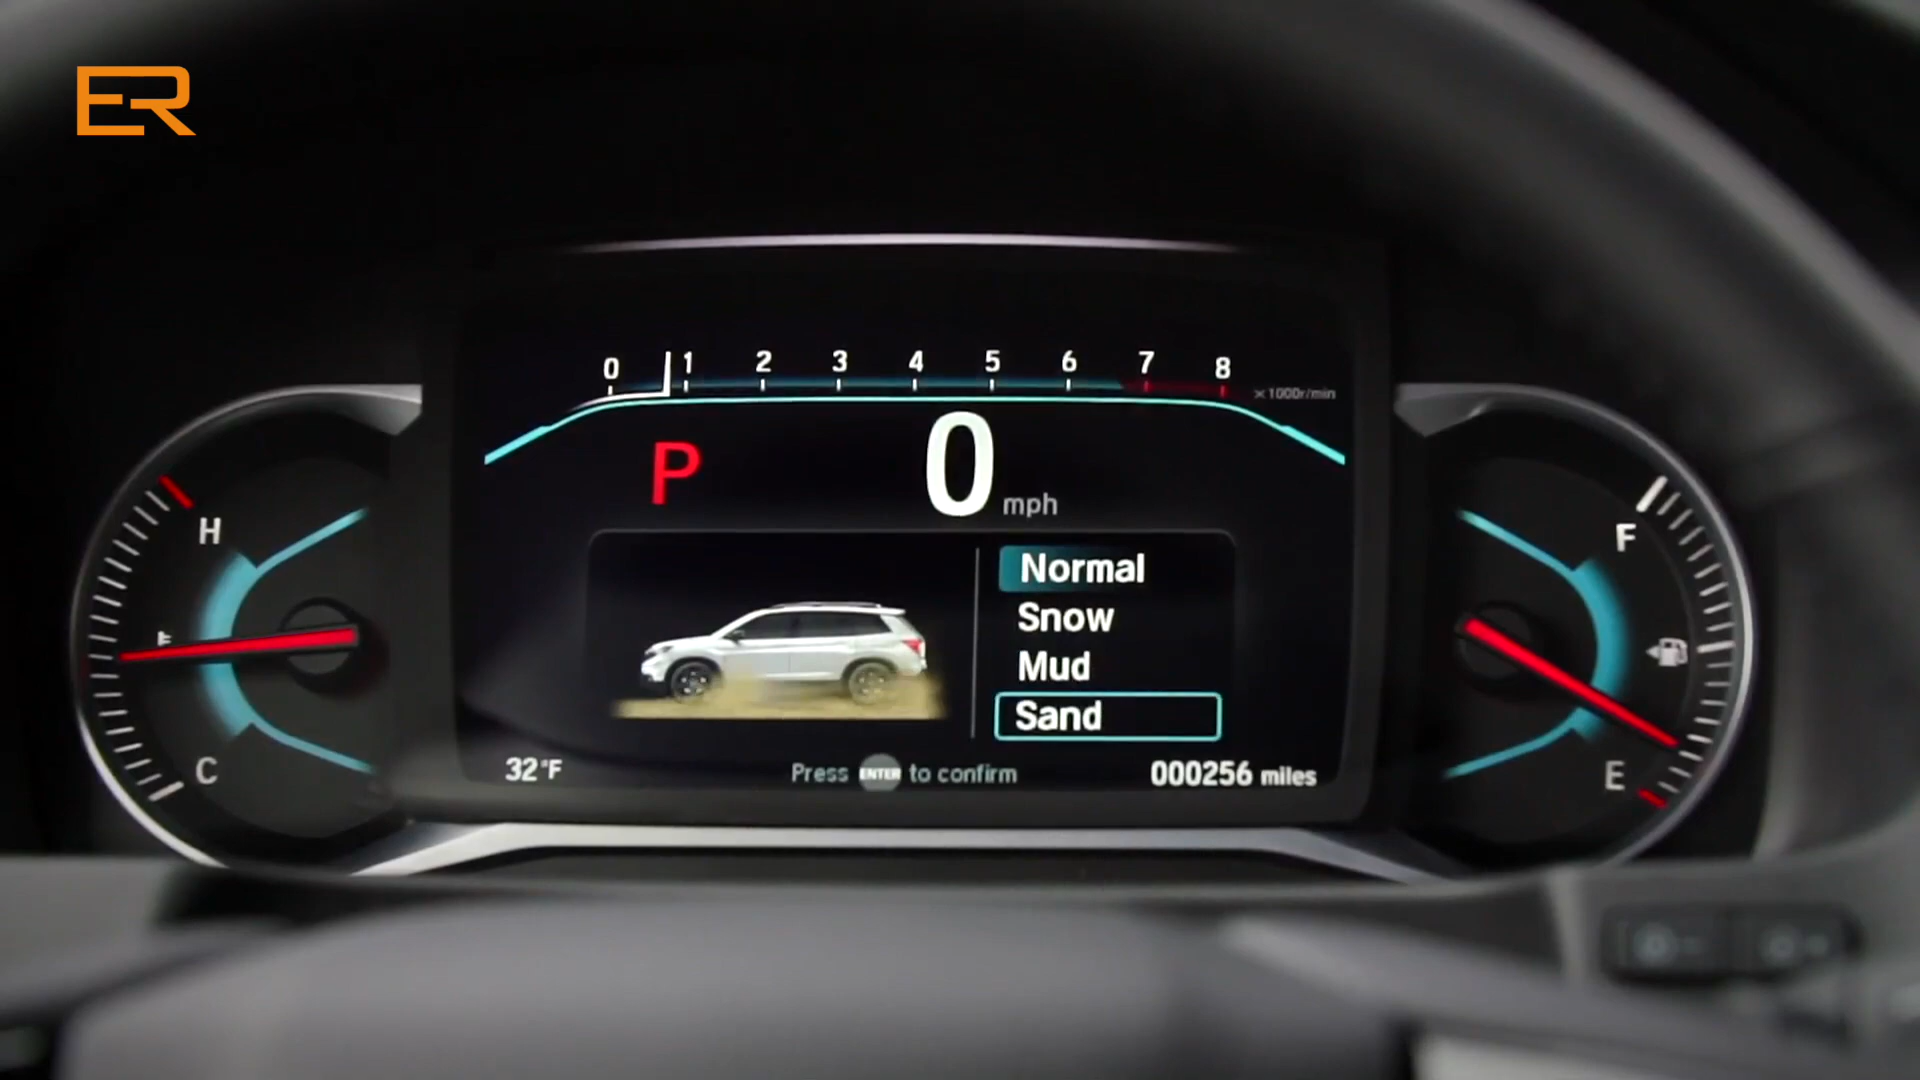 ER
0 1 2 3 4 5 6 7 8
×1000r/min
P 0 mph
H
C
F
E
Normal
Snow
Mud
Sand
32°F
Press ENTER to confirm
000256 miles